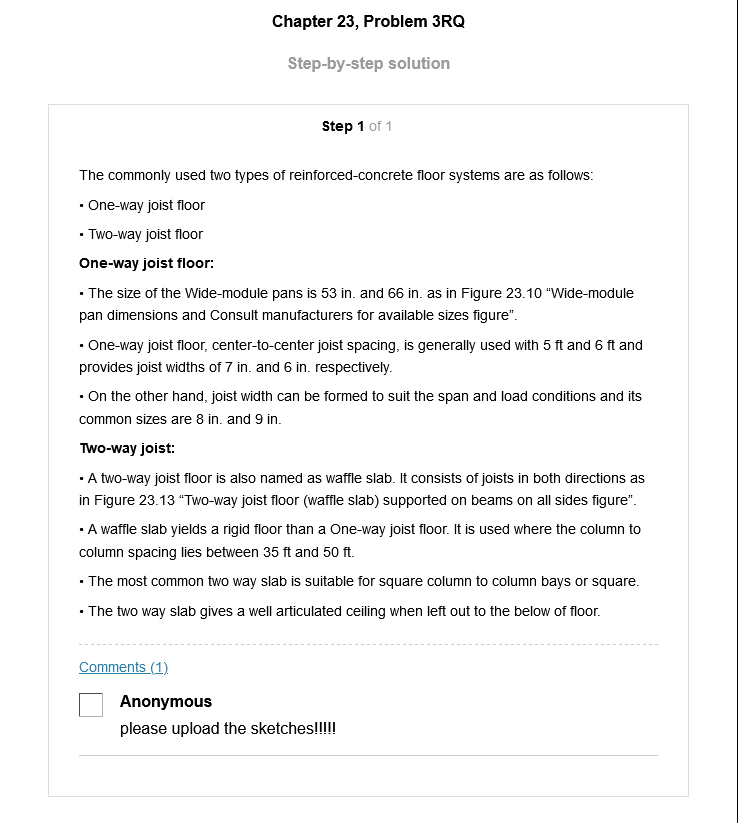 Chapter 23, Problem 3RQ
Step-by-step solution
Step 1 of 1
The commonly used two types of reinforced-concrete floor systems are as follows:
• One-way joist floor
• Two-way joist floor
One-way joist floor:
• The size of the Wide-module pans is 53 in. and 66 in. as in Figure 23.10 “Wide-module
pan dimensions and Consult manufacturers for available sizes figure”.
• One-way joist floor, center-to-center joist spacing, is generally used with 5 ft and 6 ft and
provides joist widths of 7 in. and 6 in. respectively.
• On the other hand, joist width can be formed to suit the span and load conditions and its
common sizes are 8 in. and 9 in.
Two-way joist:
• A two-way joist floor is also named as waffle slab. It consists of joists in both directions as
in Figure 23.13 “Two-way joist floor (waffle slab) supported on beams on all sides figure”.
• A waffle slab yields a rigid floor than a One-way joist floor. It is used where the column to
column spacing lies between 35 ft and 50 ft.
• The most common two way slab is suitable for square column to column bays or square.
• The two way slab gives a well articulated ceiling when left out to the below of floor.
Comments (1)
Anonymous
please upload the sketches!!!!!